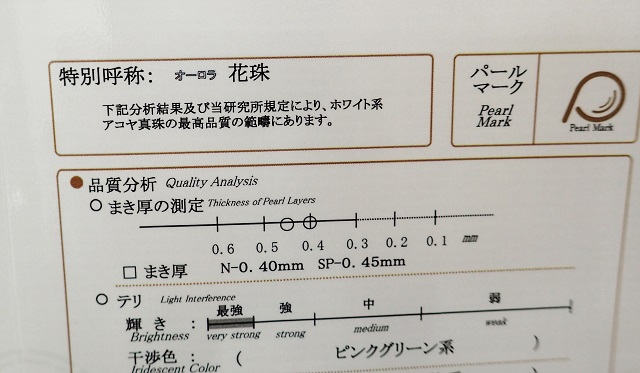 特別呼称： オーロラ 花珠
下記分析結果及び当研究所規定により、ホワイト系
アコヤ真珠の最高品質の範疇にあります。
パール
マーク
Pearl
Mark
Pearl Mark
品質分析 Quality Analysis
まき厚の測定 Thickness of Pearl Layers
0.6 0.5 0.4 0.3 0.2 0.1 mm
□ まき厚 N-0.40mm SP-0.45mm
テリ Light Interference
最強 強 中 弱
輝き：
Brightness very strong strong medium weak
干渉色： （ ピンクグリーン系 ）
Iridescent Color